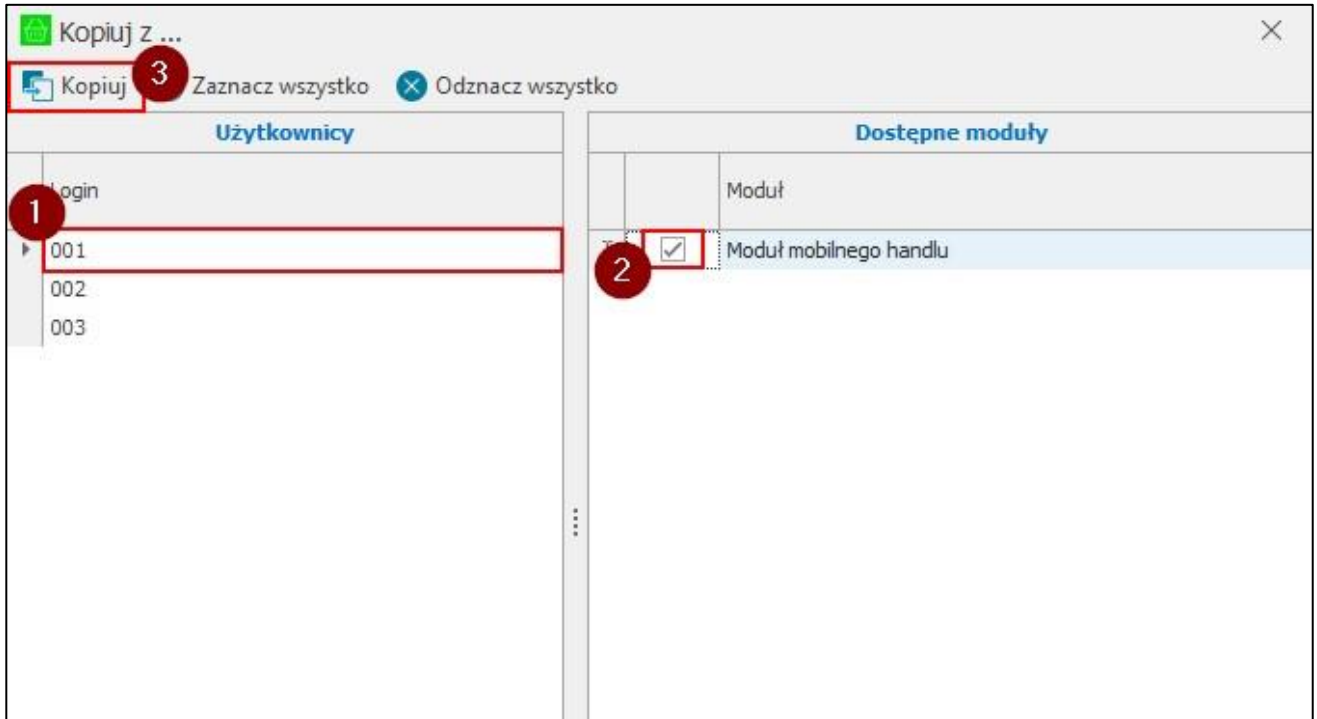 Kopiuj z ...
Kopiuj 3 Zaznacz wszystko Odznacz wszystko
Użytkownicy Dostępne moduły
Login Moduł
1
001 Moduł mobilnego handlu
2
002
003